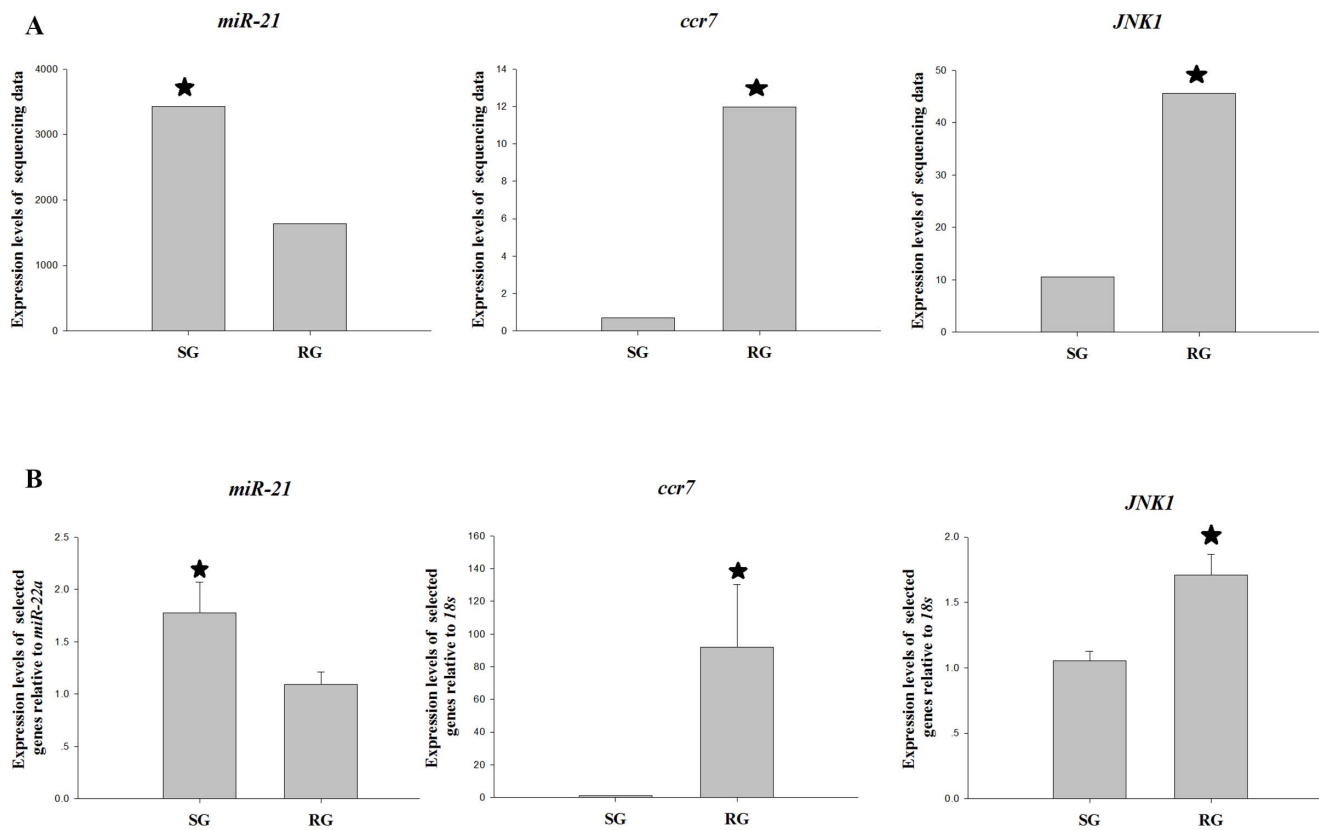 A
miR-21
ccr7
JNK1
Expression levels of sequencing data
4000
3000
2000
1000
0
SG
RG
Expression levels of sequencing data
14
12
10
8
6
4
2
0
SG
RG
Expression levels of sequencing data
50
40
30
20
10
0
SG
RG
B
miR-21
ccr7
JNK1
Expression levels of selected
genes relative to miR-22a
2.5
2.0
1.5
1.0
.5
0.0
SG
RG
Expression levels of selected
genes relative to 18s
160
140
120
100
80
60
40
20
0
SG
RG
Expression levels of selected
genes relative to 18s
2.0
1.5
1.0
.5
0.0
SG
RG